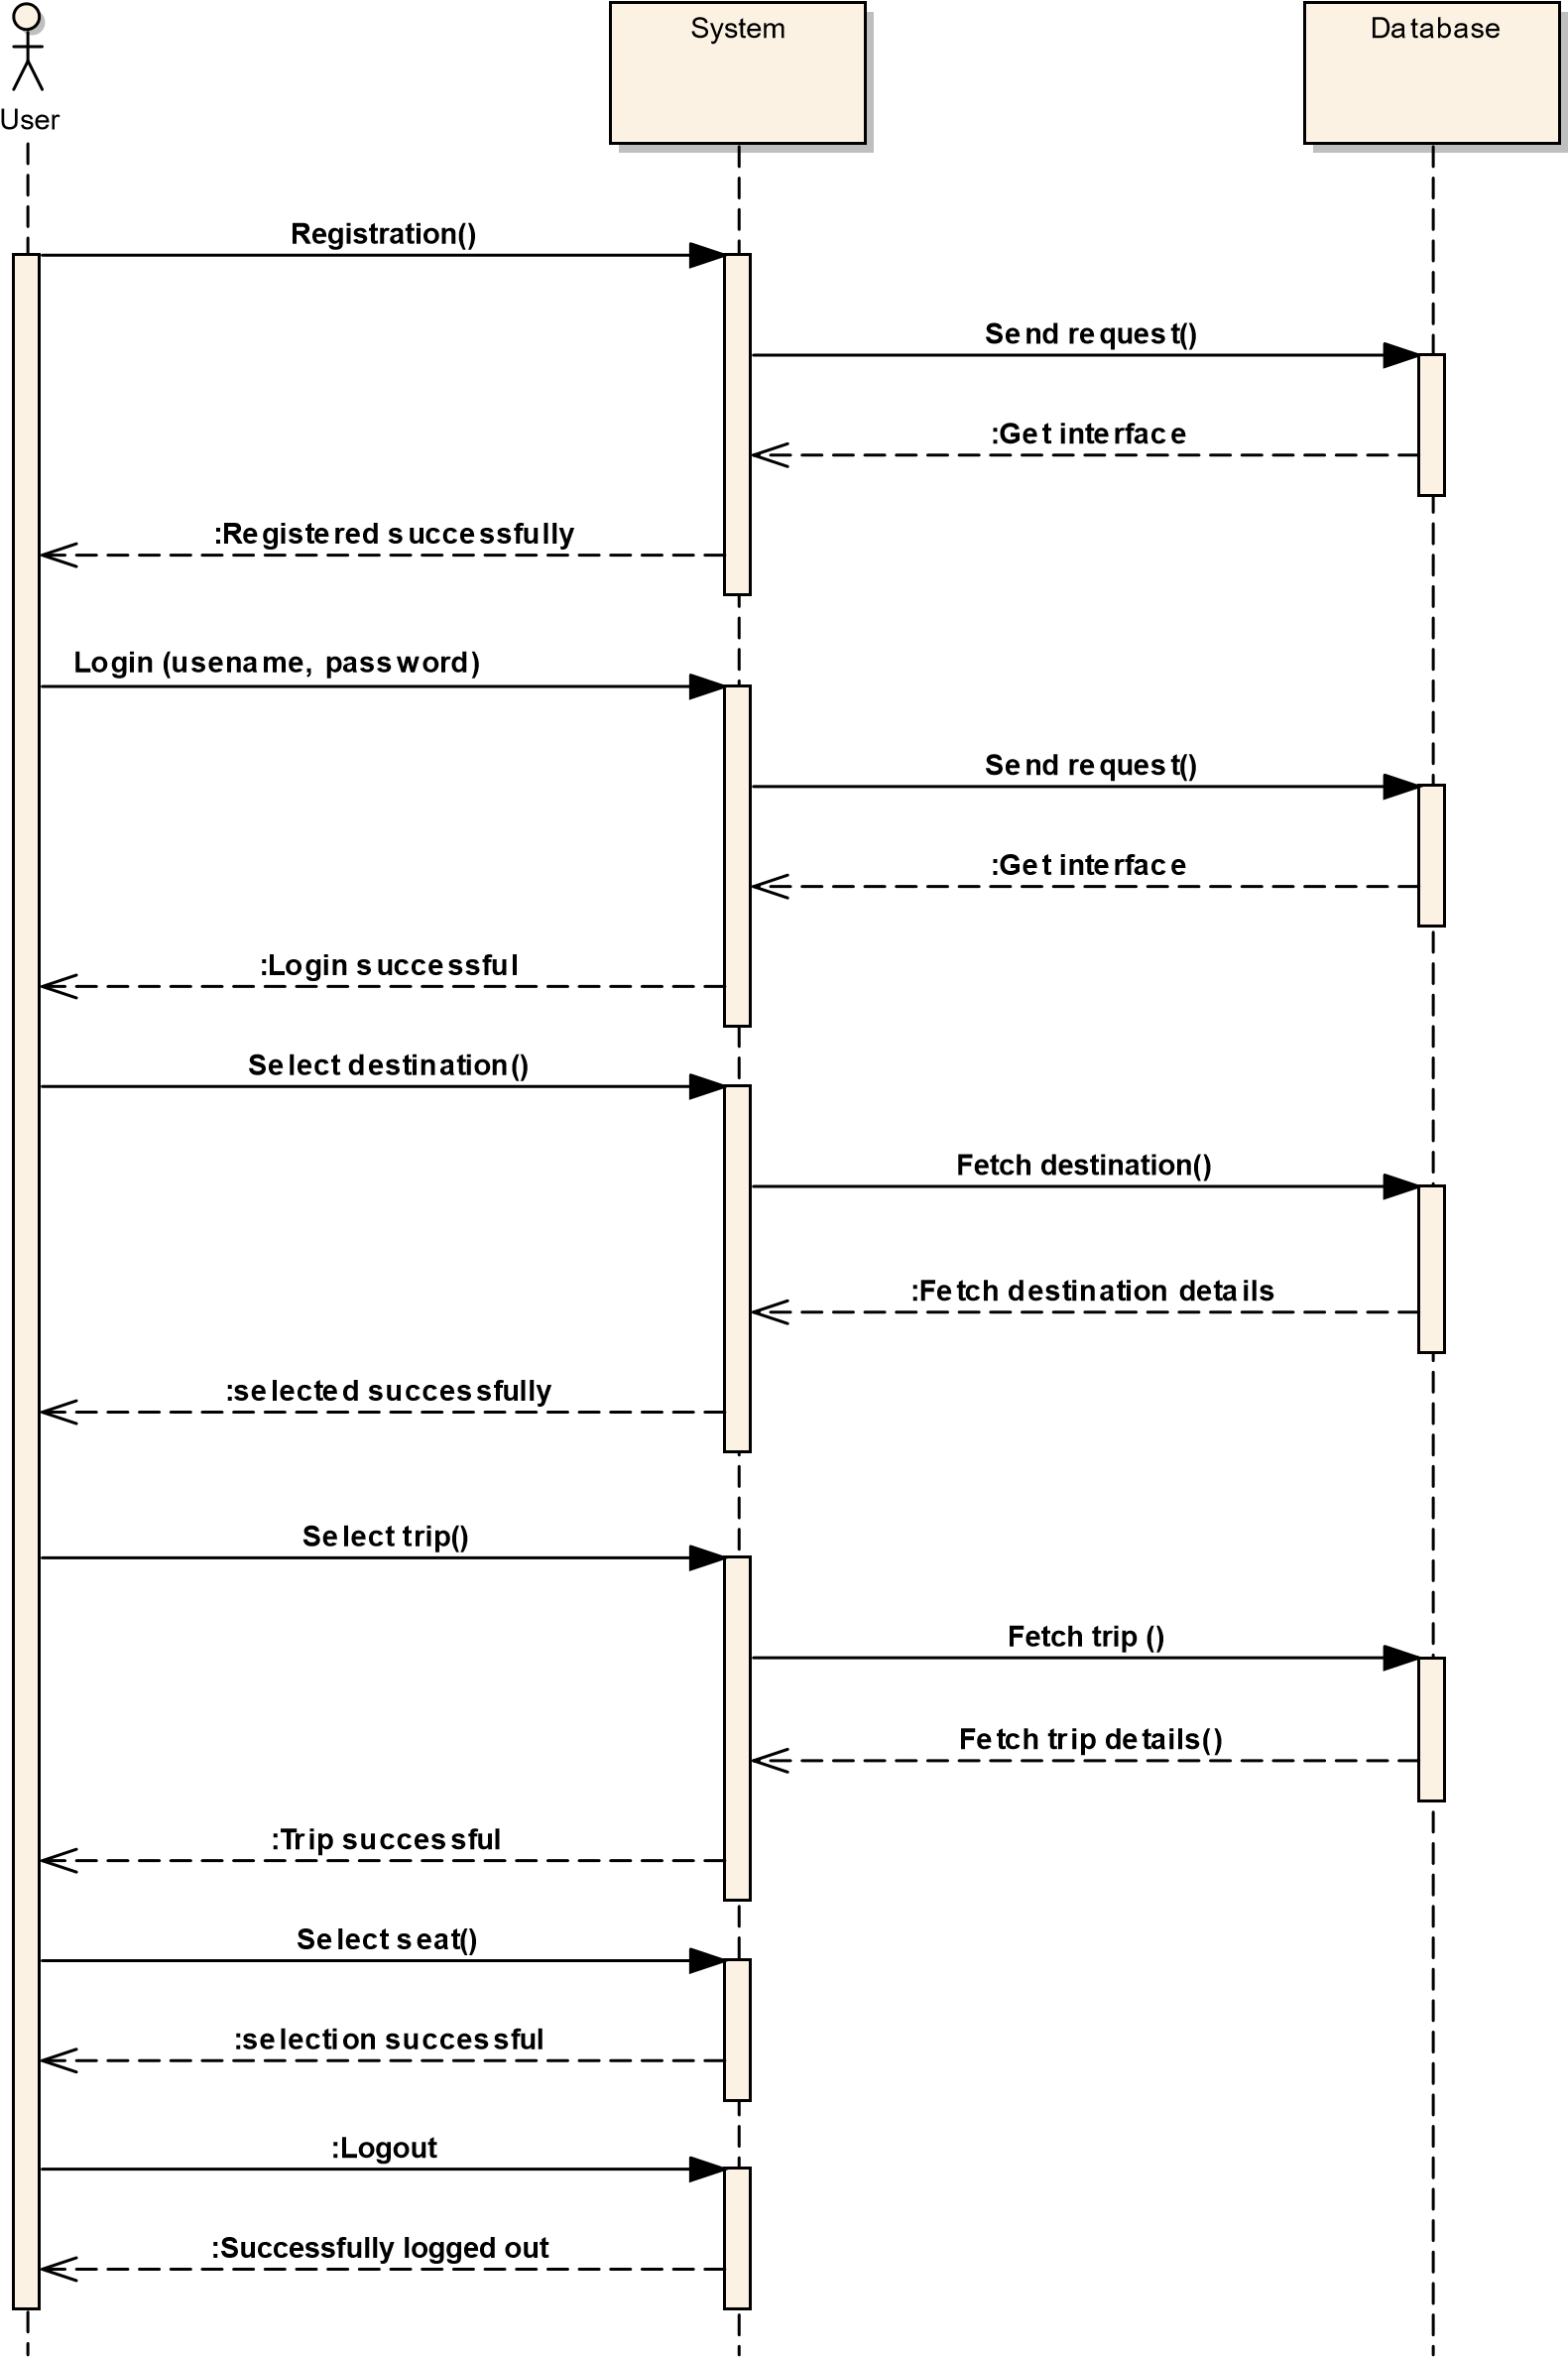 User
System
Database
Registration()
Send request()
:Get interface
:Registered successfully
Login (usename, password)
Send request()
:Get interface
:Login successful
Select destination()
Fetch destination()
:Fetch destination details
:selected successfully
Select trip()
Fetch trip ()
Fetch trip details()
:Trip successful
Select seat()
:selection successful
:Logout
:Successfully logged out